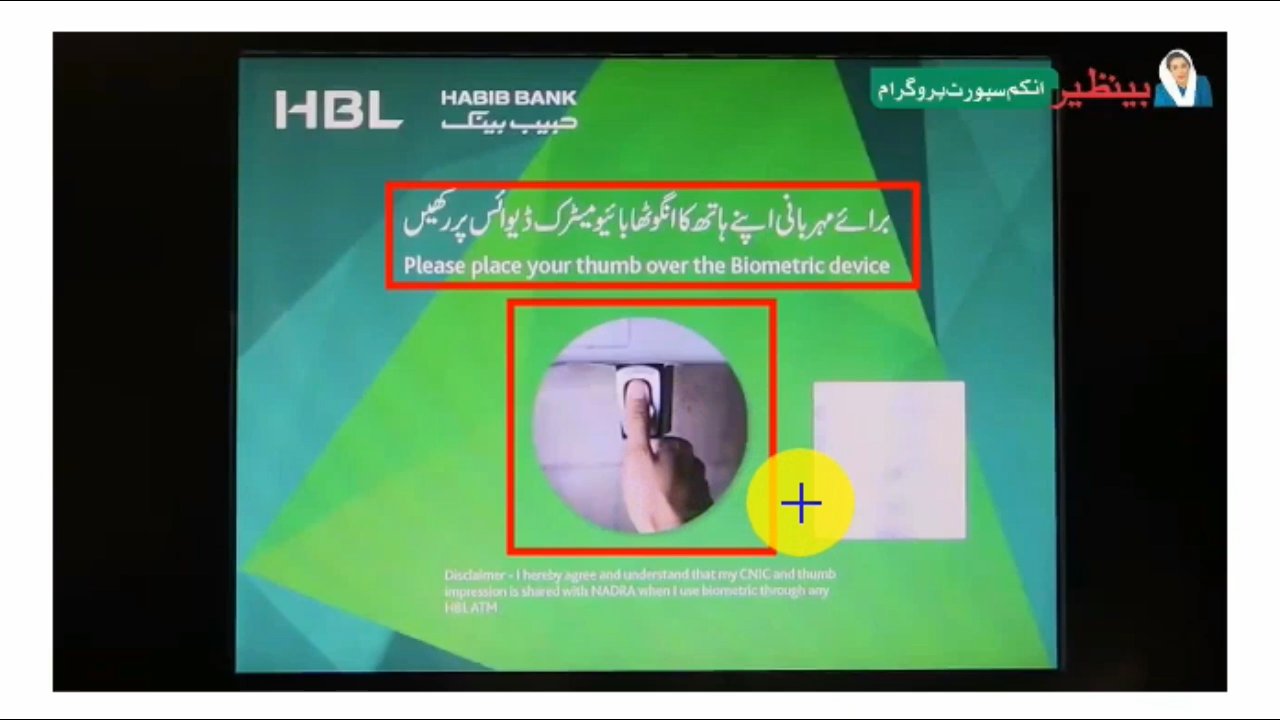 HBL
HABIB BANK
حبیب بینک
بینظیر
انکم سپورٹ پروگرام
برائے مہربانی اپنے ہاتھ کا انگوٹھا بائیو میٹرک ڈیوائس پر رکھیں
Please place your thumb over the Biometric device
Disclaimer - I hereby agree and understand that my CNIC and thumb
impression is shared with NADRA when I use biometric through any
HBL ATM